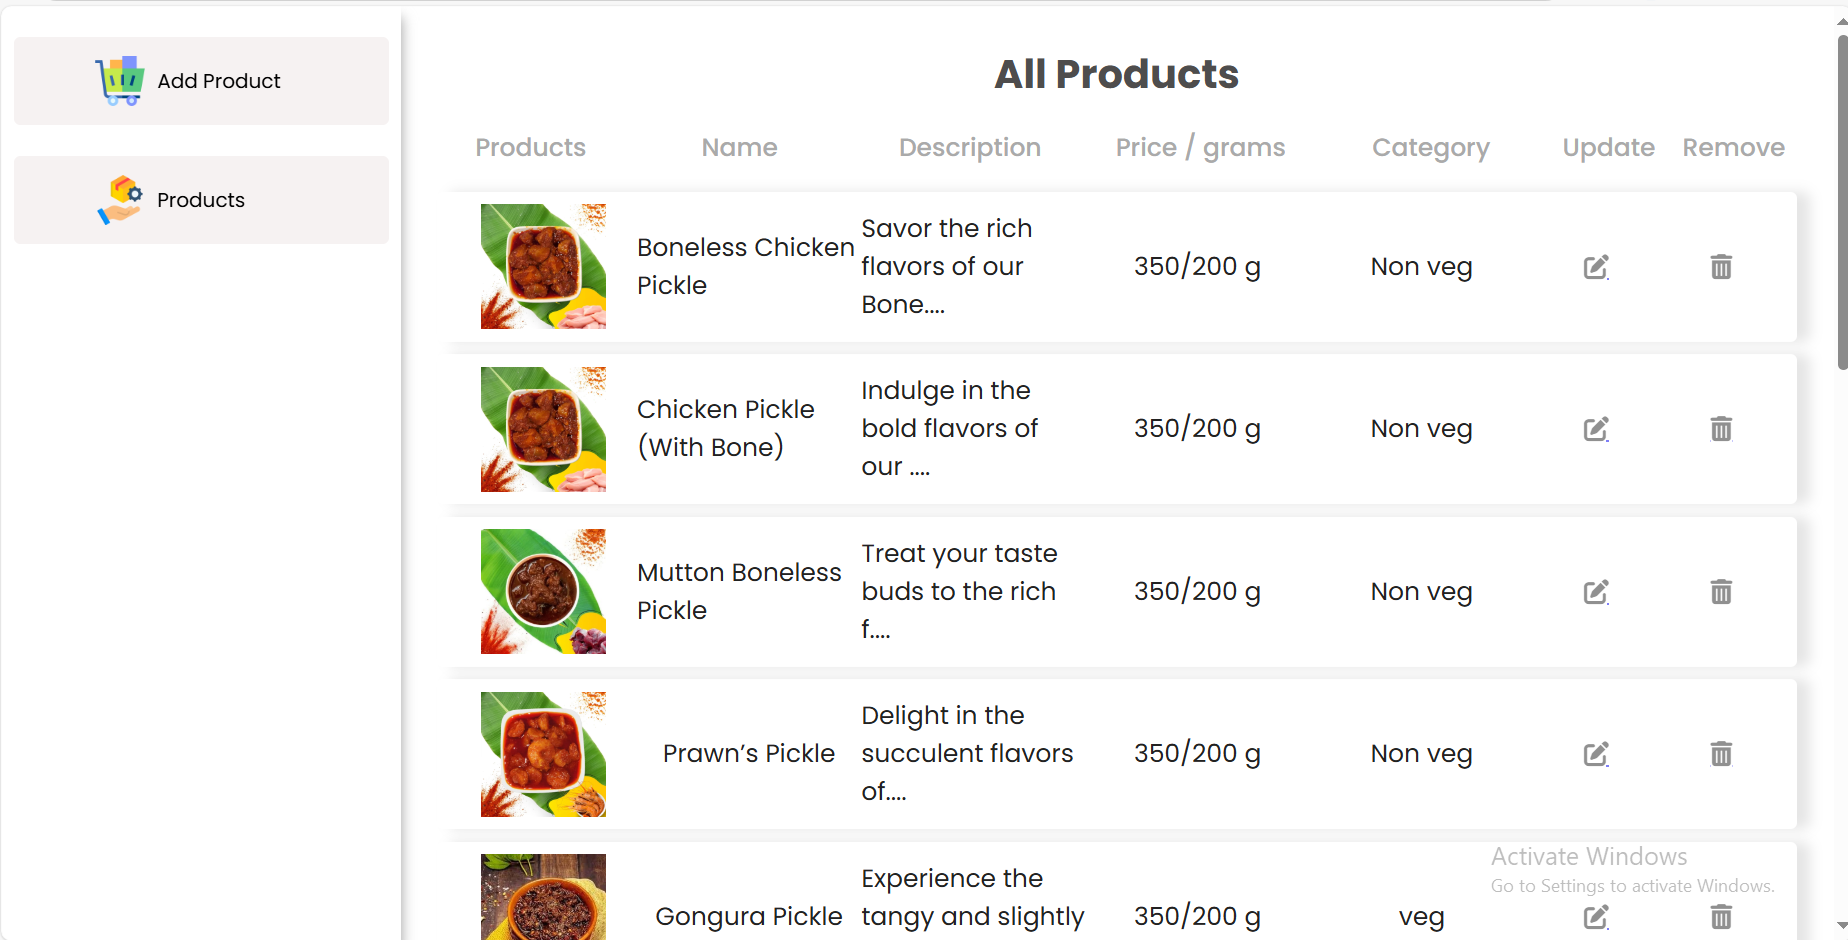 Add Product
Products
All Products
Products Name Description Price / grams Category Update Remove
Boneless Chicken
Pickle
Savor the rich
flavors of our
Bone....
350/200 g
Non veg
Chicken Pickle
(With Bone)
Indulge in the
bold flavors of
our ....
350/200 g
Non veg
Mutton Boneless
Pickle
Treat your taste
buds to the rich
f....
350/200 g
Non veg
Prawn’s Pickle
Delight in the
succulent flavors
of....
350/200 g
Non veg
Gongura Pickle
Experience the
tangy and slightly
350/200 g
veg
Activate Windows
Go to Settings to activate Windows.